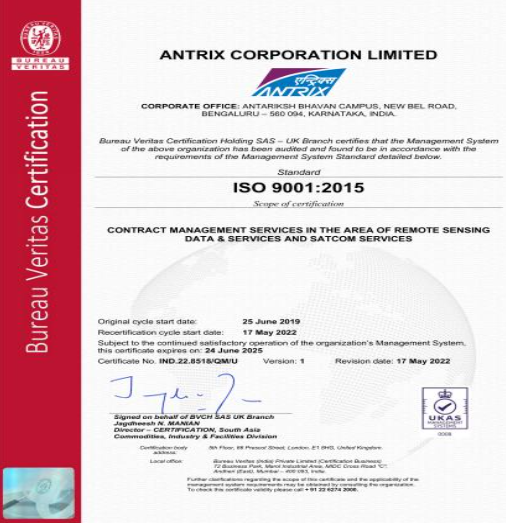 BUREAU
VERITAS
Bureau Veritas Certification
ANTRIX CORPORATION LIMITED
एन्ट्रिक्स
ANTRIX
CORPORATE OFFICE: ANTARIKSH BHAVAN CAMPUS, NEW BEL ROAD,
BENGALURU – 560 094, KARNATAKA, INDIA.
Bureau Veritas Certification Holding SAS – UK Branch certifies that the Management System
of the above organization has been audited and found to be in accordance with the
requirements of the Management System Standard detailed below.
Standard
ISO 9001:2015
Scope of certification
CONTRACT MANAGEMENT SERVICES IN THE AREA OF REMOTE SENSING
DATA & SERVICES AND SATCOM SERVICES
Original cycle start date: 25 June 2019
Recertification cycle start date: 17 May 2022
Subject to the continued satisfactory operation of the organization's Management System,
this certificate expires on: 24 June 2025
Certificate No. IND.22.8518/QM/U Version: 1 Revision date: 17 May 2022
Signed on behalf of BVCH SAS UK Branch
Jagdheesh N. MANIAN
Director – CERTIFICATION, South Asia
Commodities, Industry & Facilities Division
UKAS
MANAGEMENT
SYSTEMS
0008
Certification body
address: 5th Floor, 66 Prescot Street, London, E1 8HG, United Kingdom.
Local office: Bureau Veritas (India) Private Limited (Certification Business)
72 Business Park, Marol Industrial Area, MIDC Cross Road "C",
Andheri (East), Mumbai – 400 093, India.
Further clarifications regarding the scope of this certificate and the applicability of the
management system requirements may be obtained by consulting the organization.
To check this certificate validity please call + 91 22 6274 2000.